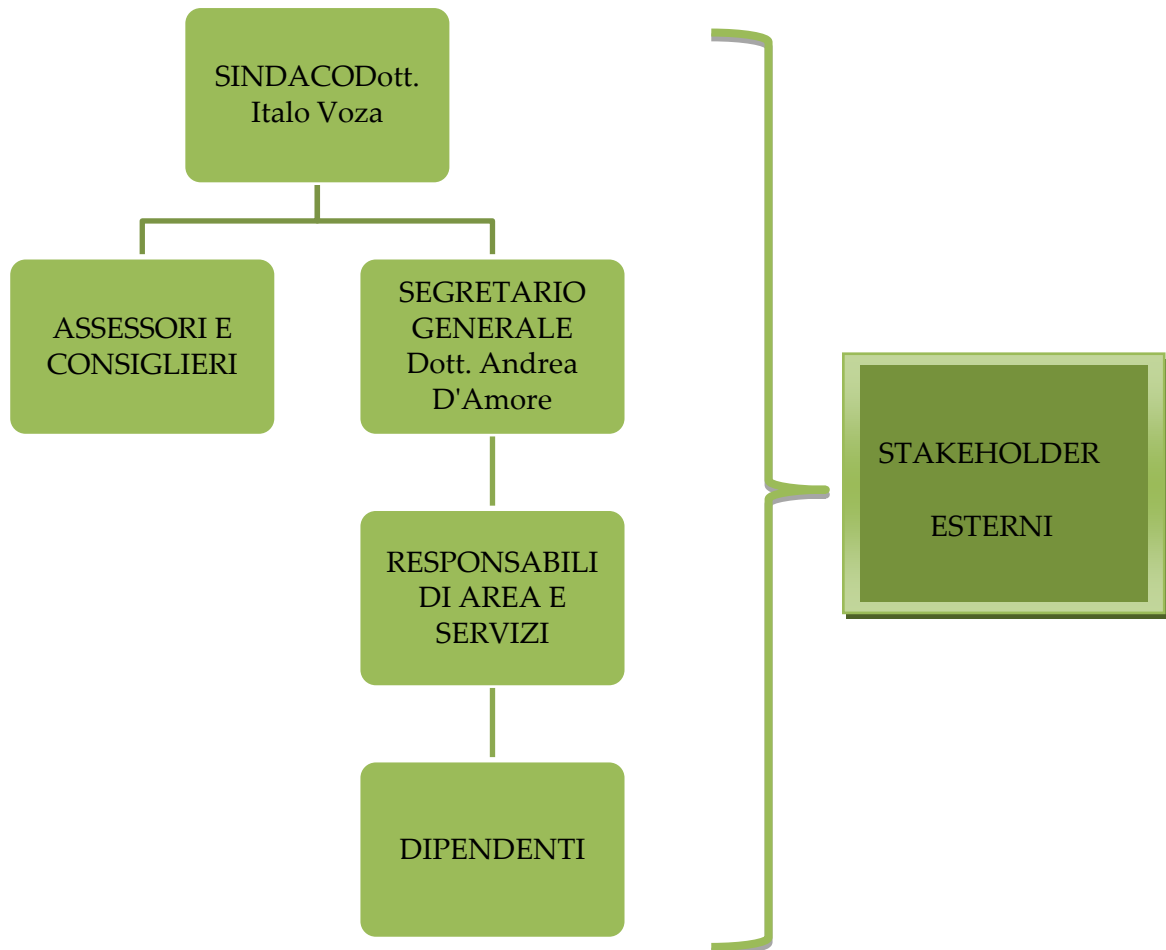 SINDACODott.
Italo Voza
ASSESSORI E
CONSIGLIERI
SEGRETARIO
GENERALE
Dott. Andrea
D'Amore
RESPONSABILI
DI AREA E
SERVIZI
DIPENDENTI
STAKEHOLDER
ESTERNI